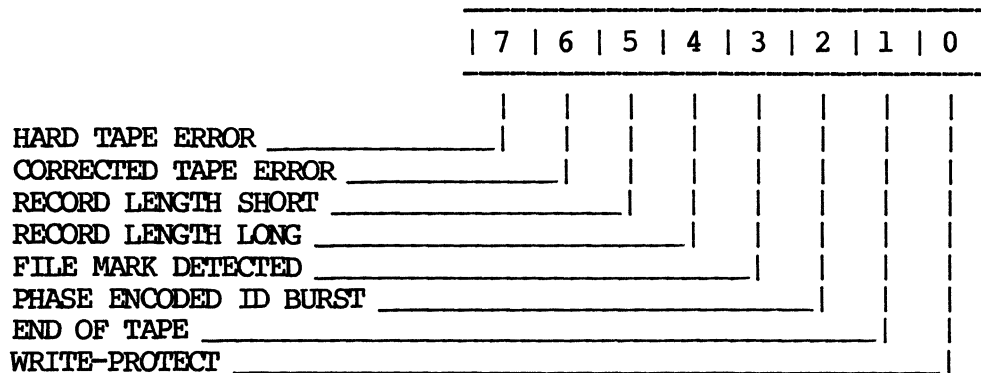 | 7 | 6 | 5 | 4 | 3 | 2 | 1 | 0
HARD TAPE ERROR
CORRECTED TAPE ERROR
RECORD LENGTH SHORT
RECORD LENGTH LONG
FILE MARK DETECTED
PHASE ENCODED ID BURST
END OF TAPE
WRITE-PROTECT